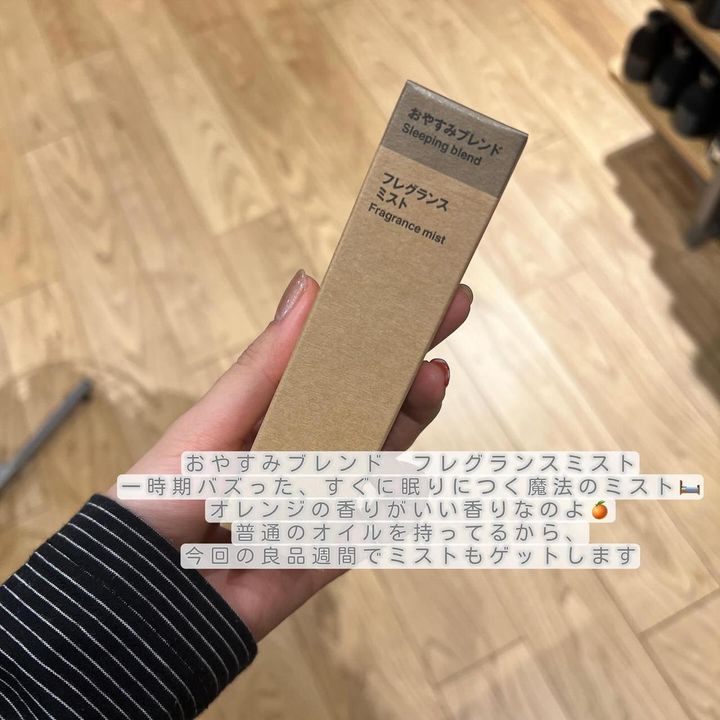 おやすみブレンド
Sleeping blend
フレグランス
ミスト
Fragrance mist
おやすみブレンド フレグランスミスト
一時期バズった、すぐに眠りにつく魔法のミスト🛏️
オレンジの香りがいい香りなのよ🍊
普通のオイルを持ってるから、
今回の良品週間でミストもゲットします